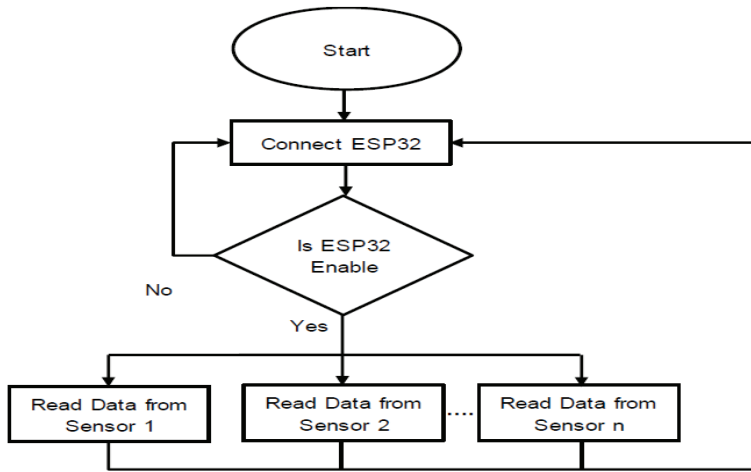 Start
Connect ESP32
Is ESP32
Enable
No
Yes
Read Data from
Sensor 1
Read Data from
Sensor 2
....
Read Data from
Sensor n